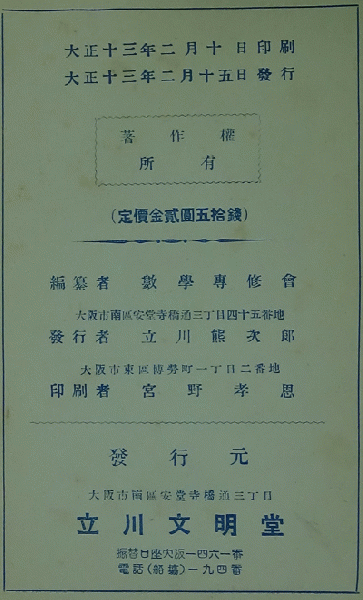 大正十三年二月十日印刷
大正十三年二月十五日發行
著作權
所有
(定價金貳圓五拾錢)
編纂者 數學專修會
大阪市南區安堂寺橋通三丁目四十五番地
發行者 立川熊次郎
大阪市東區博勞町一丁目二番地
印刷者 宮野孝恩
發行元
大阪市南區安堂寺橋通三丁目
立川文明堂
振替口座大阪一四六一番
電話(船塲)一九四番